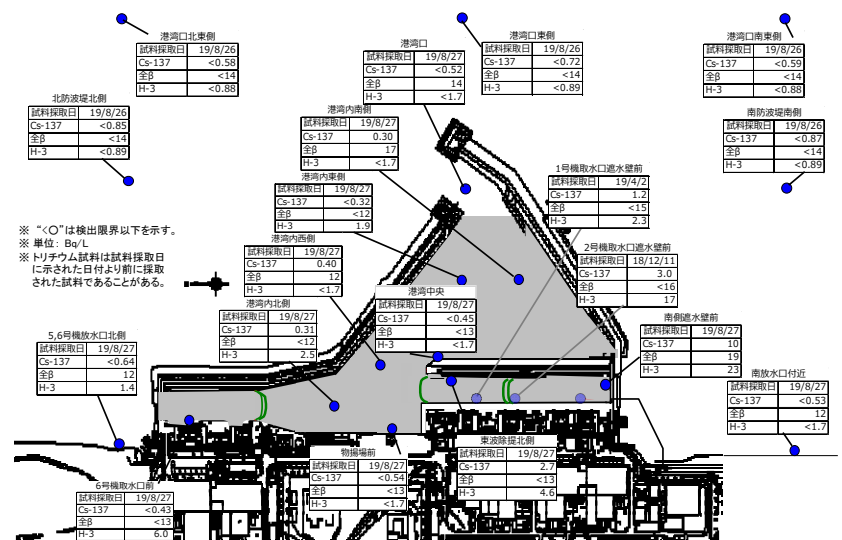 港湾口北東側
試料採取日 19/8/26
Cs-137 <0.58
全β <14
H-3 <0.88
港湾口
試料採取日 19/8/27
Cs-137 <0.52
全β 14
H-3 <1.7
港湾口東側
試料採取日 19/8/26
Cs-137 <0.72
全β <14
H-3 <0.89
港湾口南東側
試料採取日 19/8/26
Cs-137 <0.59
全β <14
H-3 <0.88
北防波堤北側
試料採取日 19/8/26
Cs-137 <0.85
全β <14
H-3 <0.89
港湾内南側
試料採取日 19/8/27
Cs-137 0.30
全β 17
H-3 <1.7
南防波堤南側
試料採取日 19/8/26
Cs-137 <0.87
全β <14
H-3 <0.89
港湾内東側
試料採取日 19/8/27
Cs-137 <0.32
全β <12
H-3 1.9
1号機取水口遮水壁前
試料採取日 19/4/2
Cs-137 1.2
全β <15
H-3 2.3
※ “<〇”は検出限界以下を示す。
※ 単位: Bq/L
※ トリチウム試料は試料採取日
に示された日付より前に採取
された試料であることがある。
港湾内西側
試料採取日 19/8/27
Cs-137 0.40
全β 12
H-3 <1.7
2号機取水口遮水壁前
試料採取日 18/12/11
Cs-137 3.0
全β <16
H-3 17
港湾中央
試料採取日 19/8/27
Cs-137 <0.45
全β <13
H-3 <1.7
港湾内北側
試料採取日 19/8/27
Cs-137 0.31
全β <12
H-3 2.5
南側遮水壁前
試料採取日 19/8/27
Cs-137 10
全β 19
H-3 23
5,6号機放水口北側
試料採取日 19/8/27
Cs-137 <0.64
全β 12
H-3 1.4
南放水口付近
試料採取日 19/8/27
Cs-137 <0.53
全β 12
H-3 <1.7
物揚場前
試料採取日 19/8/27
Cs-137 <0.54
全β <13
H-3 <1.7
東波除堤北側
試料採取日 19/8/27
Cs-137 2.7
全β <13
H-3 4.6
6号機取水口前
試料採取日 19/8/27
Cs-137 <0.43
全β <13
H-3 6.0